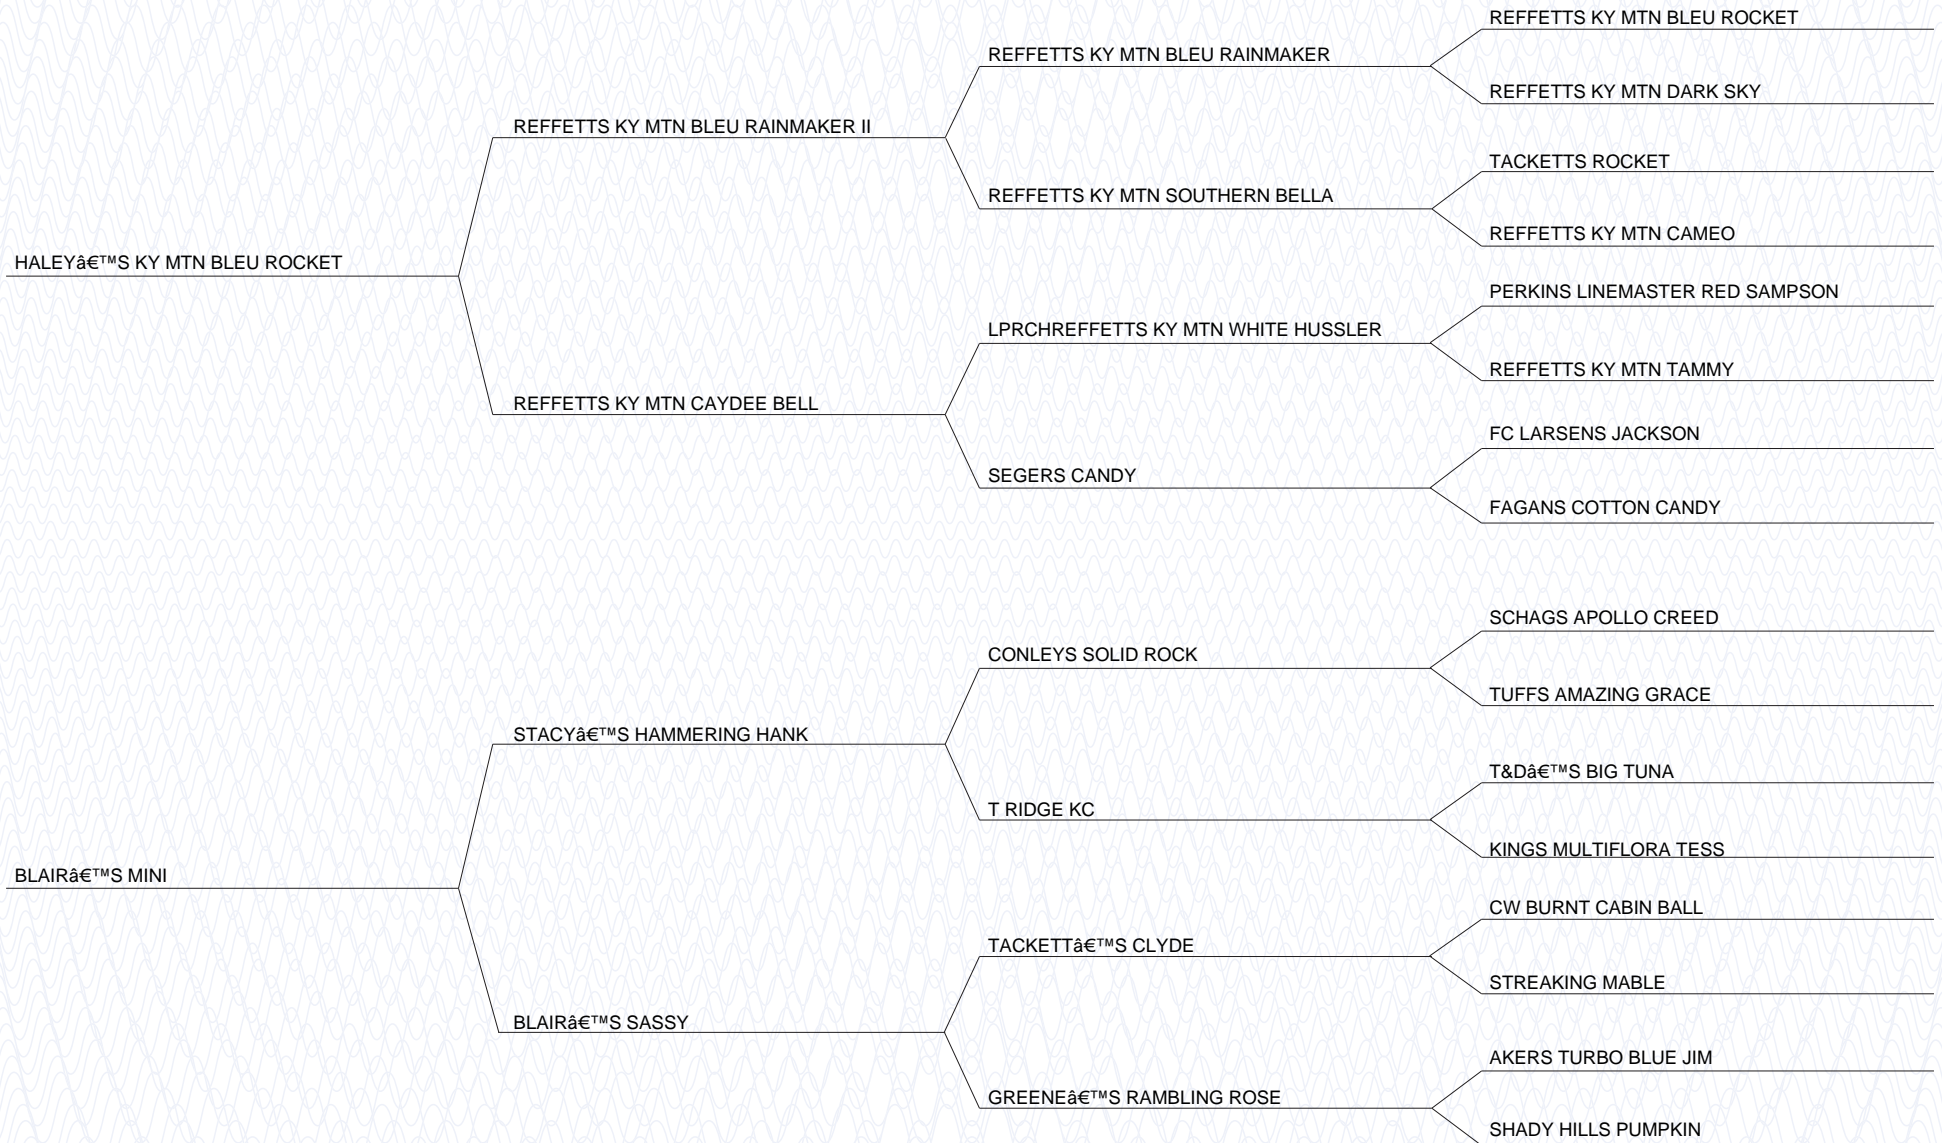 REFFETTS KY MTN BLEU ROCKET
REFFETTS KY MTN BLEU RAINMAKER
REFFETTS KY MTN DARK SKY
REFFETTS KY MTN BLEU RAINMAKER II
TACKETTS ROCKET
REFFETTS KY MTN SOUTHERN BELLA
REFFETTS KY MTN CAMEO
HALEYâ€™S KY MTN BLEU ROCKET
PERKINS LINEMASTER RED SAMPSON
LPRCHREFFETTS KY MTN WHITE HUSSLER
REFFETTS KY MTN TAMMY
REFFETTS KY MTN CAYDEE BELL
FC LARSENS JACKSON
SEGERS CANDY
FAGANS COTTON CANDY
SCHAGS APOLLO CREED
CONLEYS SOLID ROCK
TUFFS AMAZING GRACE
STACYâ€™S HAMMERING HANK
T&Dâ€™S BIG TUNA
T RIDGE KC
KINGS MULTIFLORA TESS
BLAIRâ€™S MINI
CW BURNT CABIN BALL
TACKETTâ€™S CLYDE
STREAKING MABLE
BLAIRâ€™S SASSY
AKERS TURBO BLUE JIM
GREENEâ€™S RAMBLING ROSE
SHADY HILLS PUMPKIN